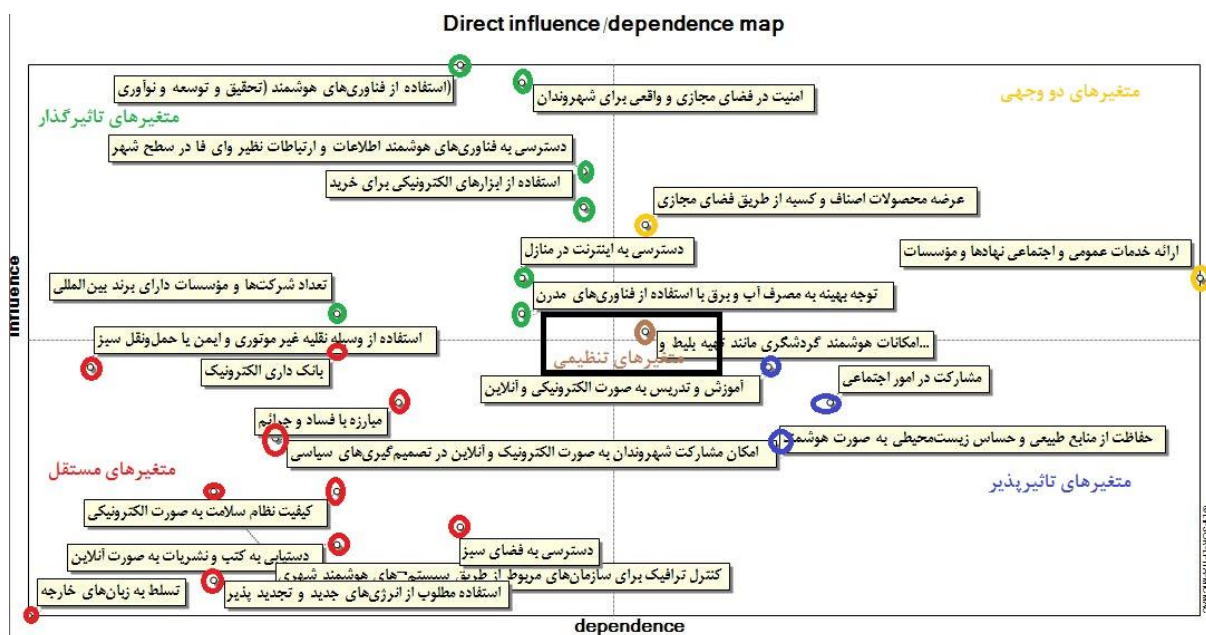 Direct influence/dependence map
استفاده از فناوری‌های هوشمند (تحقیق و توسعه و نوآوری)
امنیت در فضای مجازی و واقعی برای شهروندان
متغیرهای دو وجهی
متغیرهای تاثیرگذار
دسترسی به فناوری‌های هوشمند اطلاعات و ارتباطات نظیر وای فا در سطح شهر
استفاده از ابزارهای الکترونیکی برای خرید
عرضه محصولات اصناف و کسبه از طریق فضای مجازی
دسترسی به اینترنت در منازل
ارائه خدمات عمومی و اجتماعی نهادها و مؤسسات
تعداد شرکت‌ها و مؤسسات دارای برند بین‌المللی
توجه بهینه به مصرف آب و برق با استفاده از فناوری‌های مدرن
influence
استفاده از وسیله نقلیه غیر موتوری و ایمن یا حمل‌ونقل سبز
امکانات هوشمند گردشگری مانند تهیه بلیط و...
متغیرهای تنظیمی
بانک داری الکترونیک
آموزش و تدریس به صورت الکترونیکی و آنلاین
مشارکت در امور اجتماعی
مبارزه با فساد و جرائم
حفاظت از منابع طبیعی و حساس زیست‌محیطی به صورت هوشمند
امکان مشارکت شهروندان به صورت الکترونیک و آنلاین در تصمیم‌گیری‌های سیاسی
متغیرهای مستقل
متغیرهای تاثیرپذیر
کیفیت نظام سلامت به صورت الکترونیکی
دسترسی به فضای سبز
دستیابی به کتب و نشریات به صورت آنلاین
کنترل ترافیک برای سازمان‌های مربوط از طریق سیستم¬های هوشمند شهری
تسلط به زبان‌های خارجه
استفاده مطلوب از انرژی‌های جدید و تجدید پذیر
dependence